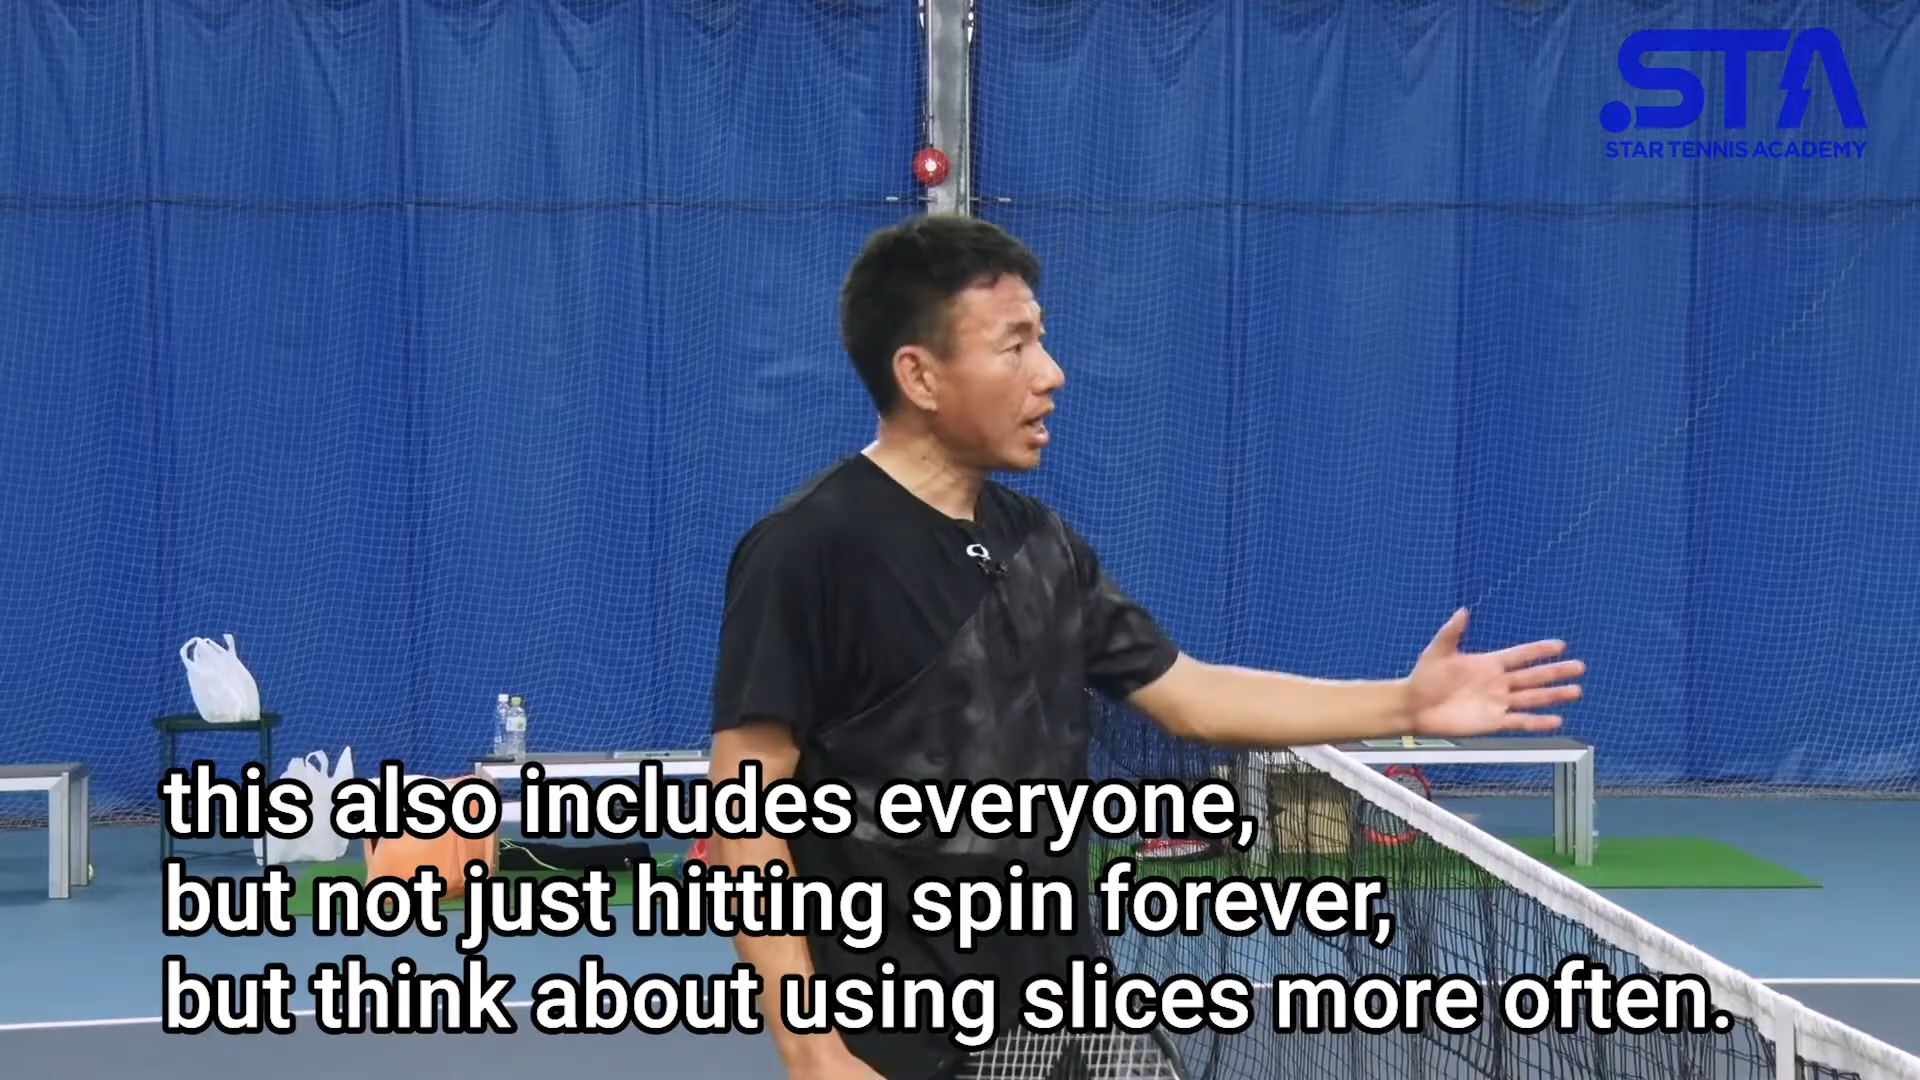 STA
STAR TENNIS ACADEMY
this also includes everyone,
but not just hitting spin forever,
but think about using slices more often.